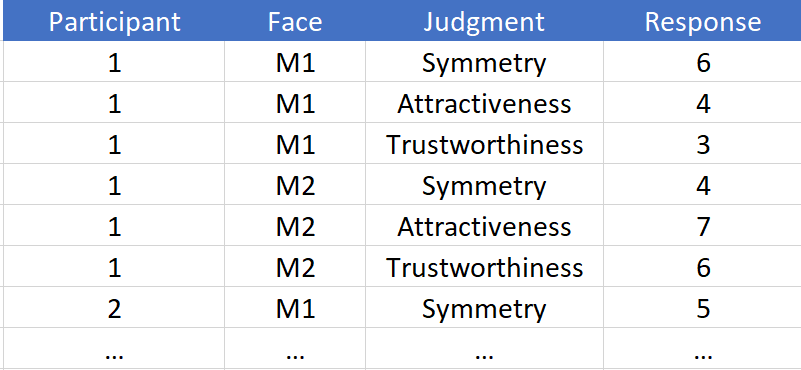 Participant Face Judgment Response
1 M1 Symmetry 6
1 M1 Attractiveness 4
1 M1 Trustworthiness 3
1 M2 Symmetry 4
1 M2 Attractiveness 7
1 M2 Trustworthiness 6
2 M1 Symmetry 5
... ... ... ...